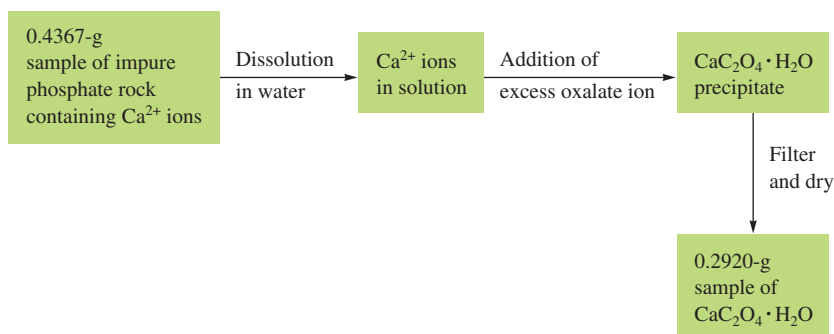 0.4367-g
sample of impure
phosphate rock
containing Ca²⁺ ions
Dissolution
in water
Ca²⁺ ions
in solution
Addition of
excess oxalate ion
CaC₂O₄ · H₂O
precipitate
Filter
and dry
0.2920-g
sample of
CaC₂O₄ · H₂O